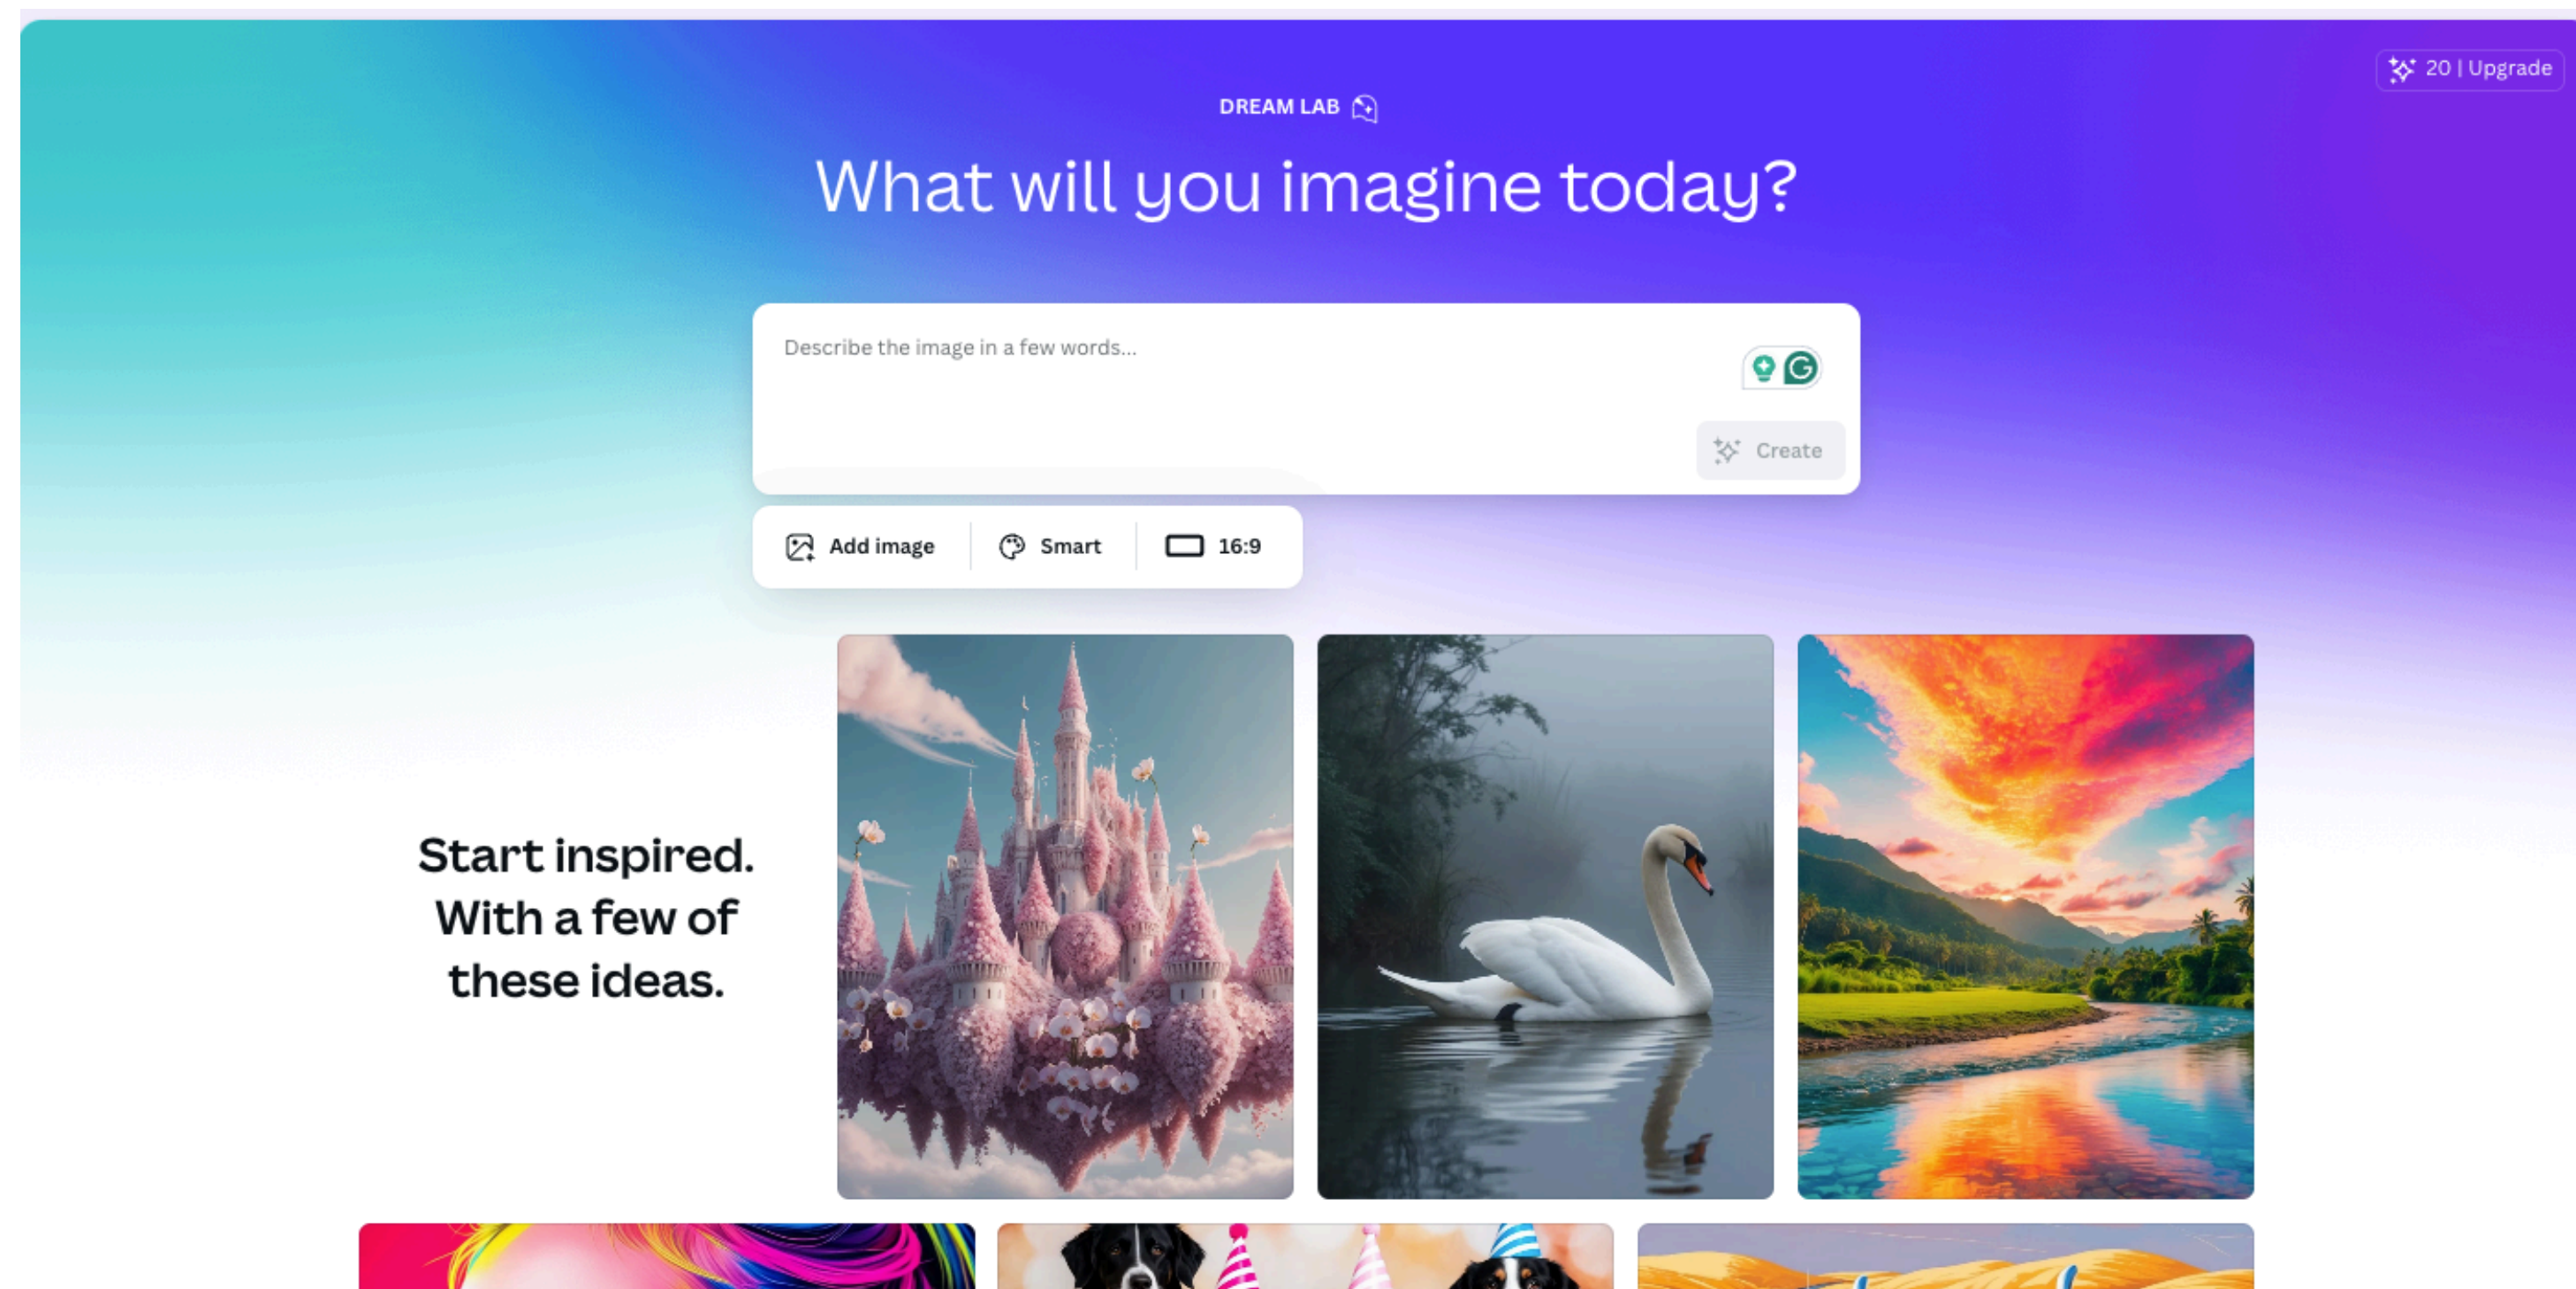 20 | Upgrade
DREAM LAB
What will you imagine today?
Describe the image in a few words...
G
Create
Add image
Smart
16:9
Start inspired.
With a few of
these ideas.